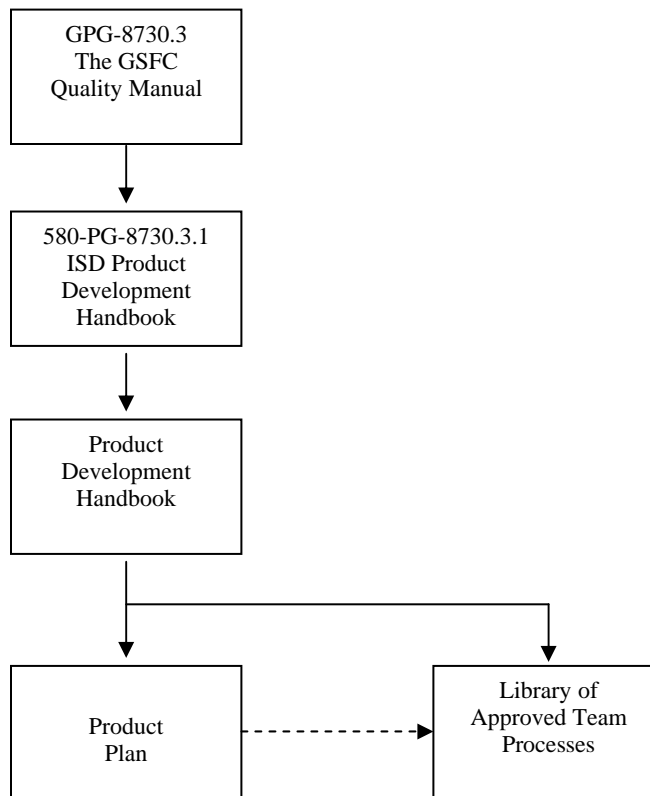 GPG-8730.3
The GSFC
Quality Manual
580-PG-8730.3.1
ISD Product
Development
Handbook
Product
Development
Handbook
Product
Plan
Library of
Approved Team
Processes